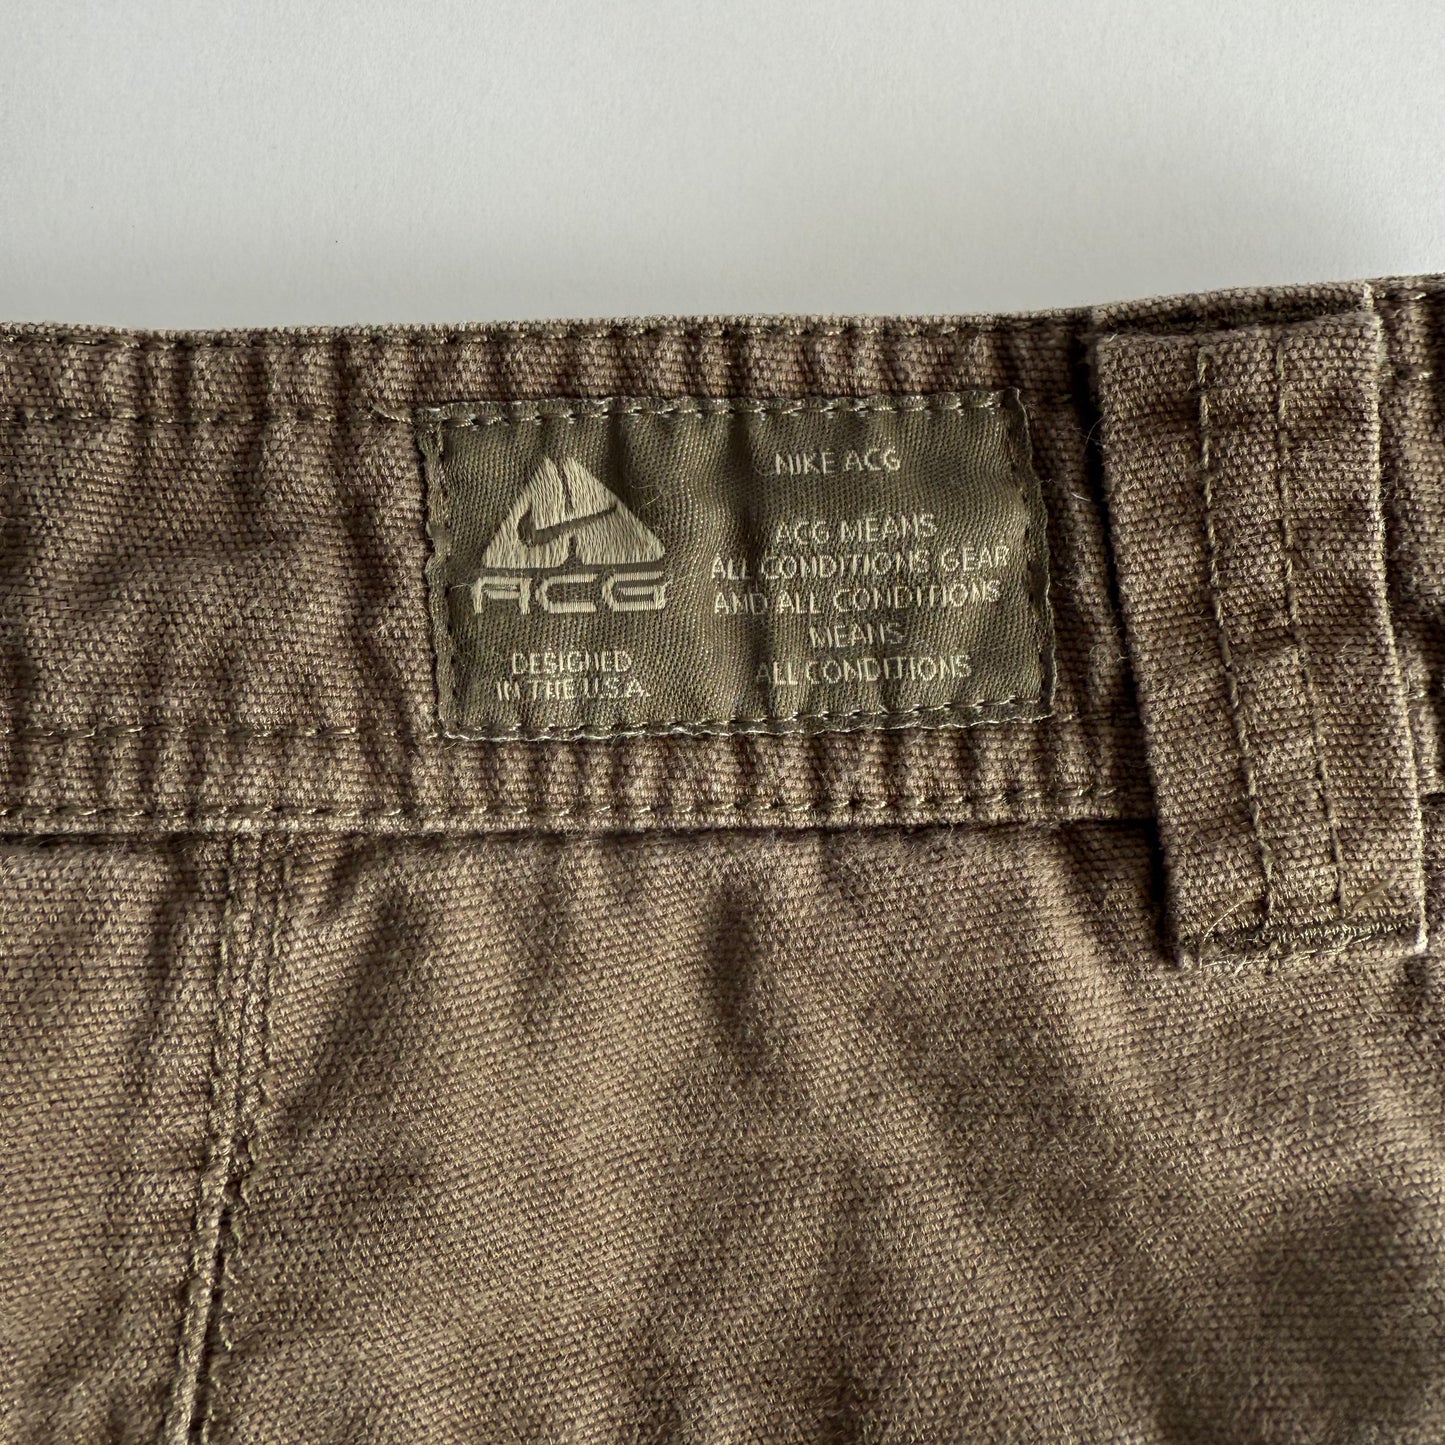 ACG
DESIGNED
IN THE U.S.A.
NIKE ACG
ACG MEANS
ALL CONDITIONS GEAR
AND ALL CONDITIONS
MEANS
ALL CONDITIONS